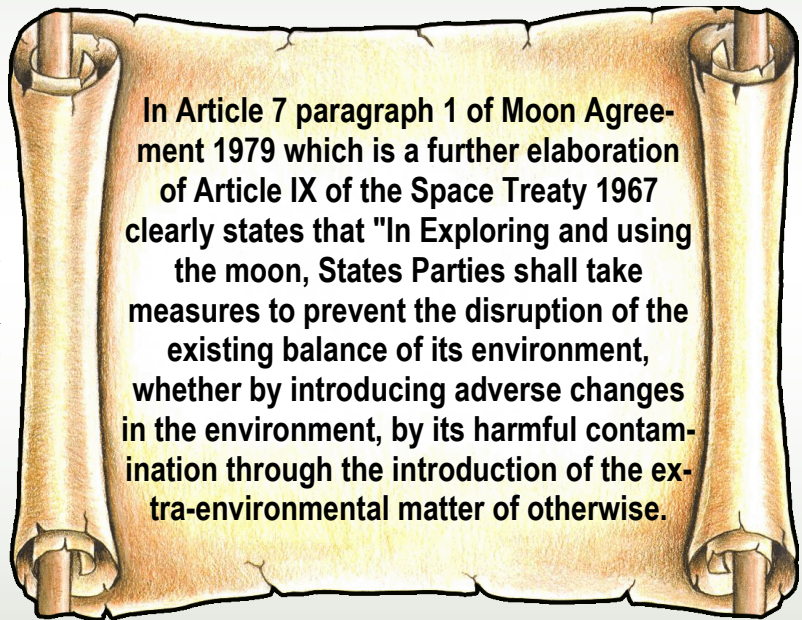 In Article 7 paragraph 1 of Moon Agree-
ment 1979 which is a further elaboration
of Article IX of the Space Treaty 1967
clearly states that "In Exploring and using
the moon, States Parties shall take
measures to prevent the disruption of the
existing balance of its environment,
whether by introducing adverse changes
in the environment, by its harmful contam-
ination through the introduction of the ex-
tra-environmental matter of otherwise.